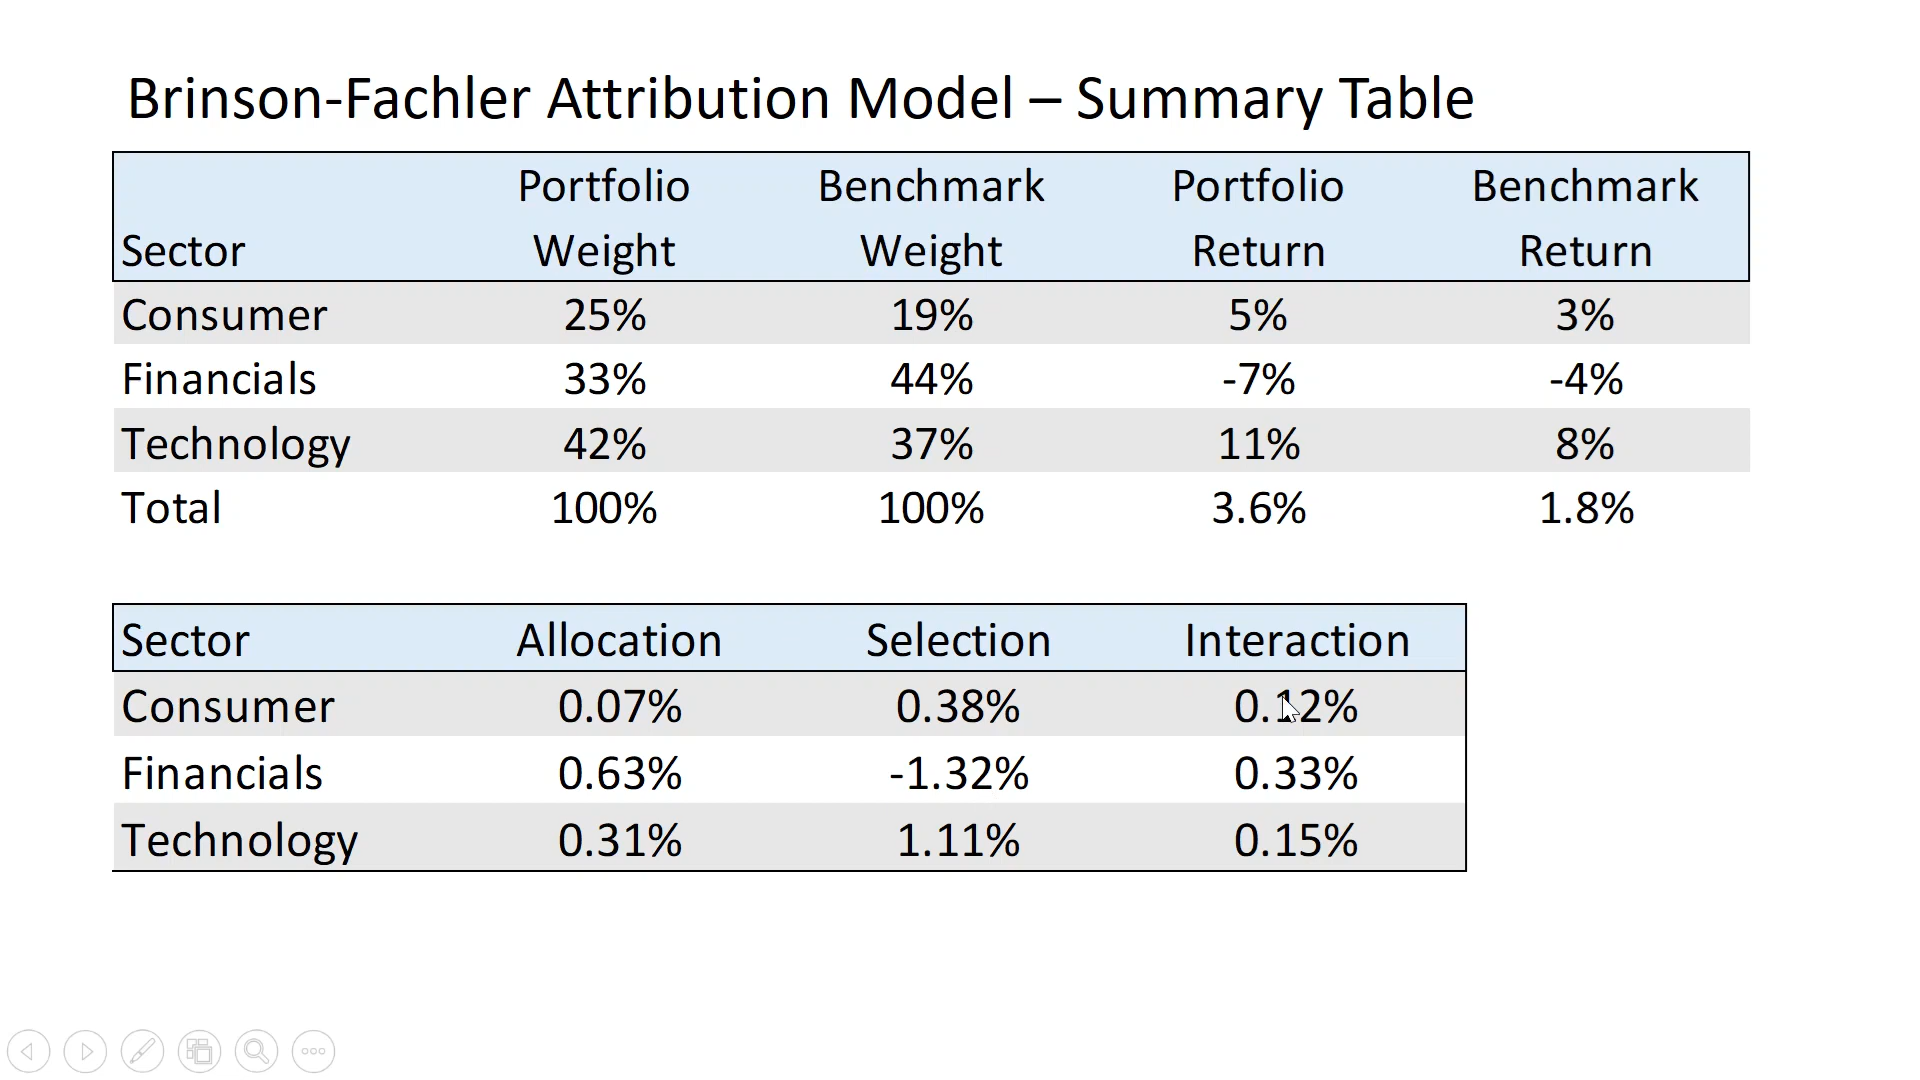 Brinson-Fachler Attribution Model – Summary Table
Sector Portfolio Weight Benchmark Weight Portfolio Return Benchmark Return
Consumer 25% 19% 5% 3%
Financials 33% 44% -7% -4%
Technology 42% 37% 11% 8%
Total 100% 100% 3.6% 1.8%
Sector Allocation Selection Interaction
Consumer 0.07% 0.38% 0.12%
Financials 0.63% -1.32% 0.33%
Technology 0.31% 1.11% 0.15%